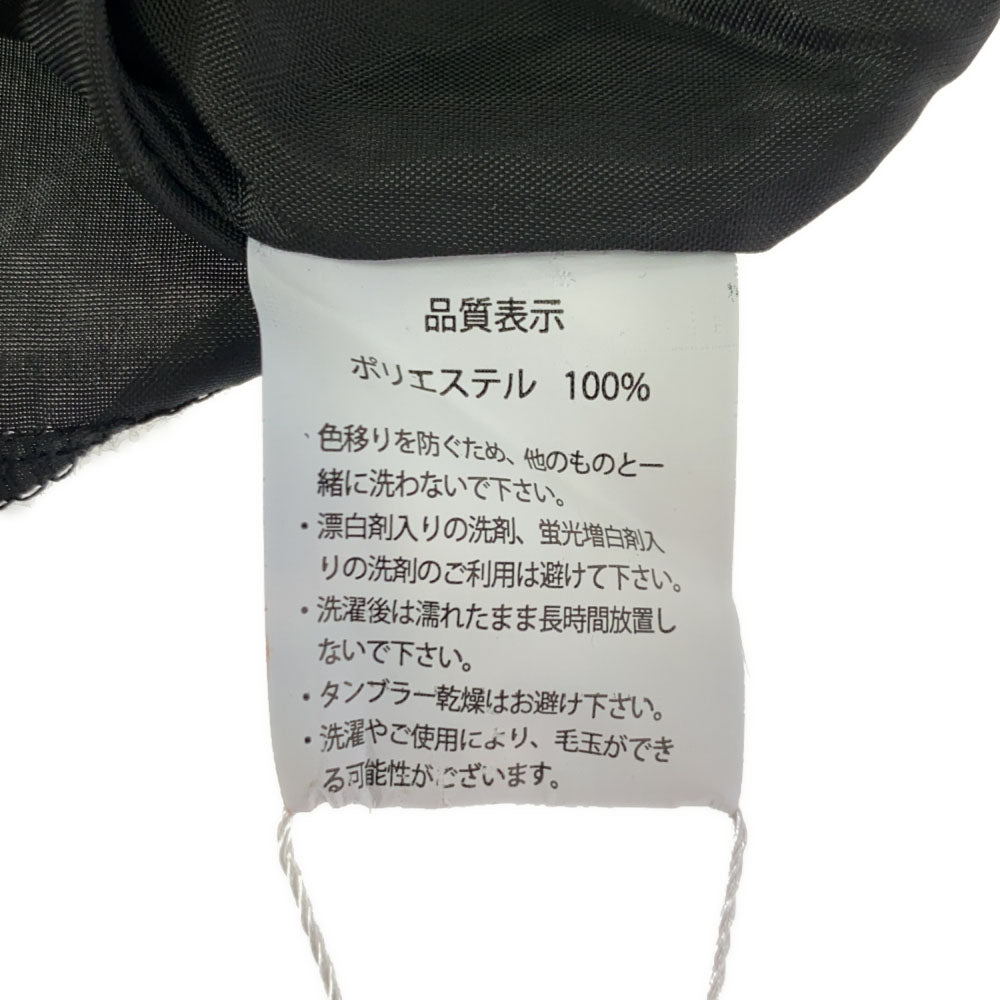 品質表示
ポリエステル 100%
・色移りを防ぐため、他のものと一
緒に洗わないで下さい。
・漂白剤入りの洗剤、蛍光増白剤入
りの洗剤のご利用は避けて下さい。
・洗濯後は濡れたまま長時間放置し
ないで下さい。
・タンブラー乾燥はお避け下さい。
・洗濯やご使用により、毛玉ができ
る可能性がございます。